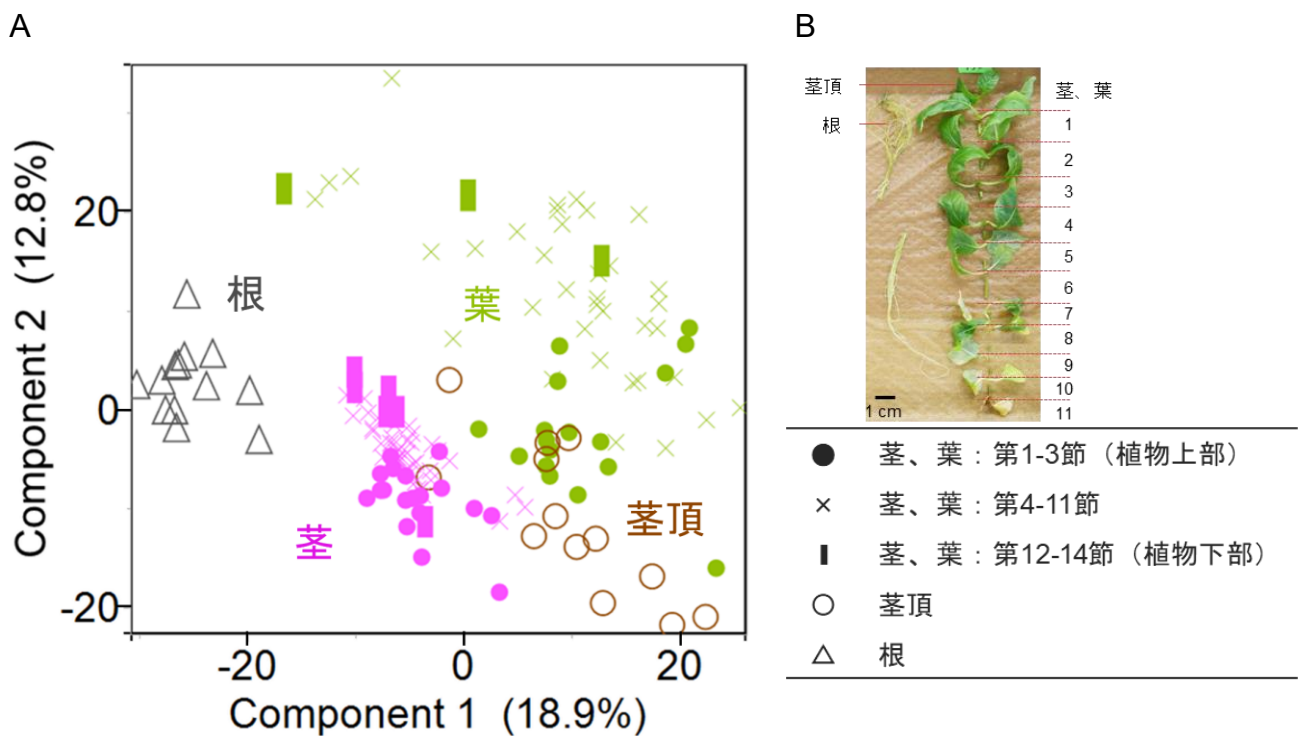 A
B
Component 2 (12.8%)
20
0
-20
-20
0
20
Component 1 (18.9%)
根
葉
茎
茎頂
茎頂
根
茎、葉
1
2
3
4
5
6
7
8
9
10
11
1 cm
茎、葉：第1-3節（植物上部）
茎、葉：第4-11節
茎、葉：第12-14節（植物下部）
茎頂
根